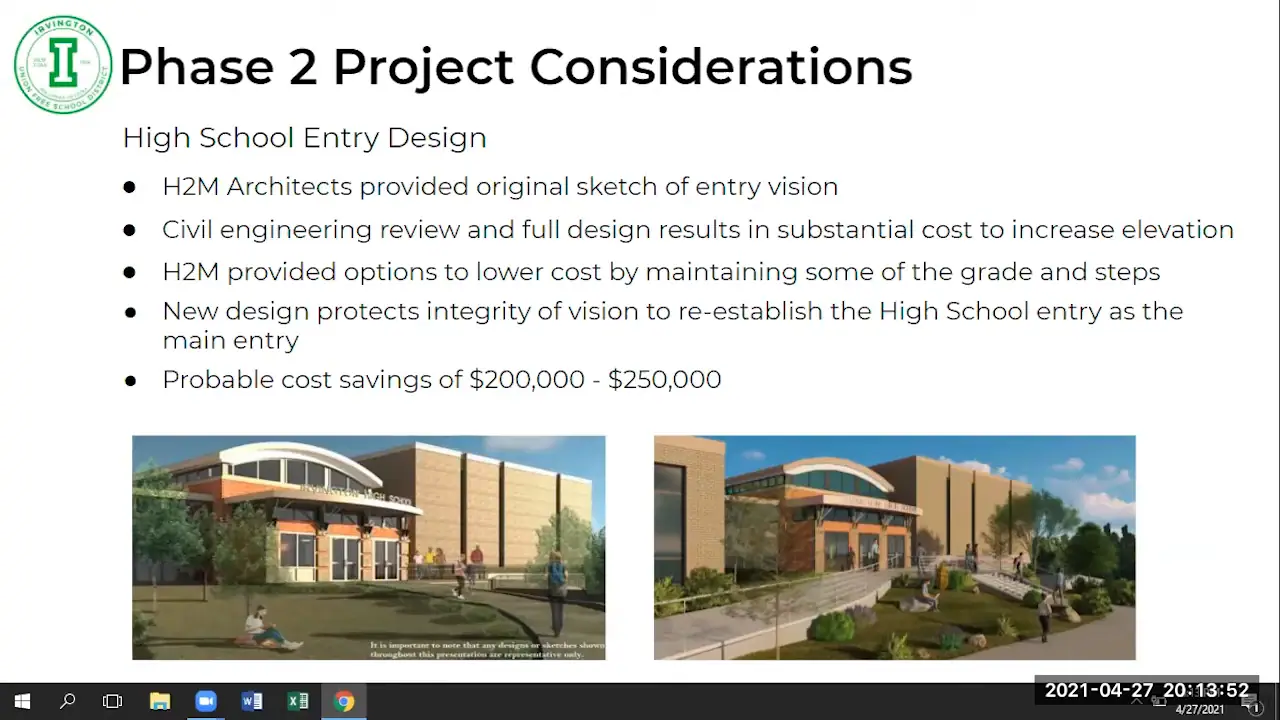 IRVINGTON
I
UNION FREE SCHOOL DISTRICT
Phase 2 Project Considerations
High School Entry Design
● H2M Architects provided original sketch of entry vision
● Civil engineering review and full design results in substantial cost to increase elevation
● H2M provided options to lower cost by maintaining some of the grade and steps
● New design protects integrity of vision to re-establish the High School entry as the
main entry
● Probable cost savings of $200,000 - $250,000
IRVINGTON HIGH SCHOOL
It is important to note that any designs or sketches shown
throughout this presentation are representative only.
2021-04-27 20:13:52
4/27/2021